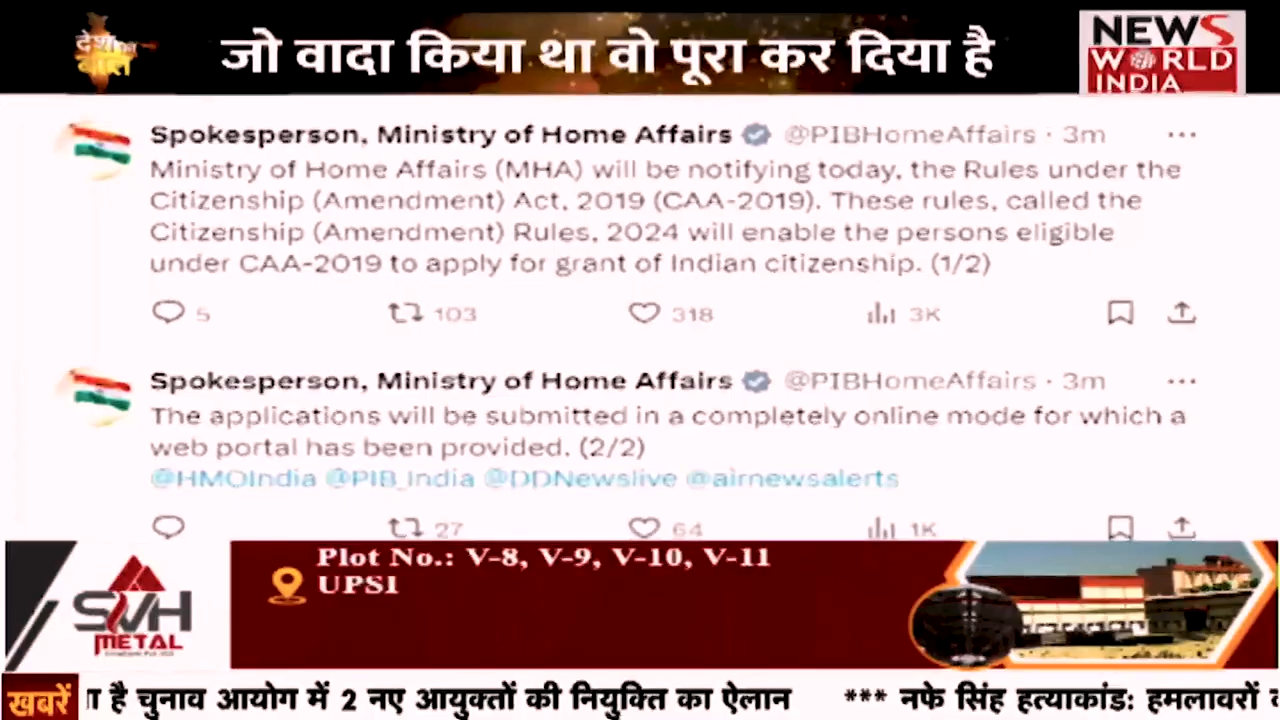 देश की बात
जो वादा किया था वो पूरा कर दिया है
NEWS
WORLD
INDIA
Spokesperson, Ministry of Home Affairs @PIBHomeAffairs · 3m
Ministry of Home Affairs (MHA) will be notifying today, the Rules under the
Citizenship (Amendment) Act, 2019 (CAA-2019). These rules, called the
Citizenship (Amendment) Rules, 2024 will enable the persons eligible
under CAA-2019 to apply for grant of Indian citizenship. (1/2)
5 103 318 3K
Spokesperson, Ministry of Home Affairs @PIBHomeAffairs · 3m
The applications will be submitted in a completely online mode for which a
web portal has been provided. (2/2)
@HMOIndia @PIB_India @DDNewslive @airnewsalerts
27 64 1K
Plot No.: V-8, V-9, V-10, V-11
UPSI
SVH
METAL
खबरें है चुनाव आयोग में 2 नए आयुक्तों की नियुक्ति का ऐलान *** नफे सिंह हत्याकांड: हमलावरों